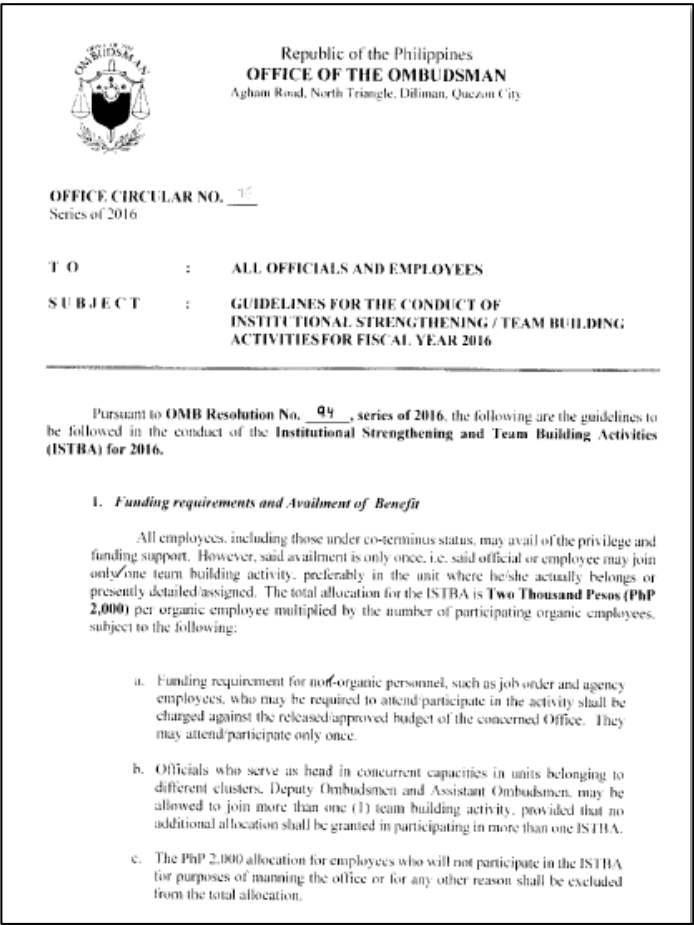 OMBUDSMAN
Republic of the Philippines
OFFICE OF THE OMBUDSMAN
Agham Road, North Triangle, Diliman, Quezon City
OFFICE CIRCULAR NO.
Series of 2016
T O : ALL OFFICIALS AND EMPLOYEES
S U B J E C T : GUIDELINES FOR THE CONDUCT OF
INSTITUTIONAL STRENGTHENING / TEAM BUILDING
ACTIVITIES FOR FISCAL YEAR 2016
Pursuant to OMB Resolution No. 94, series of 2016, the following are the guidelines to
be followed in the conduct of the Institutional Strengthening and Team Building Activities
(ISTBA) for 2016.
1. Funding requirements and Availment of Benefit
All employees, including those under co-terminus status, may avail of the privilege and
funding support. However, said availment is only once, i.e. said official or employee may join
only one team building activity, preferably in the unit where he/she actually belongs or
presently detailed/assigned. The total allocation for the ISTBA is Two Thousand Pesos (PhP
2,000) per organic employee multiplied by the number of participating organic employees,
subject to the following:
a. Funding requirement for non-organic personnel, such as job order and agency
employees, who may be required to attend/participate in the activity shall be
charged against the released/approved budget of the concerned Office. They
may attend/participate only once.
b. Officials who serve as head in concurrent capacities in units belonging to
different clusters, Deputy Ombudsmen and Assistant Ombudsmen, may be
allowed to join more than one (1) team building activity, provided that no
additional allocation shall be granted in participating in more than one ISTBA.
c. The PhP 2,000 allocation for employees who will not participate in the ISTBA
for purposes of manning the office or for any other reason shall be excluded
from the total allocation.